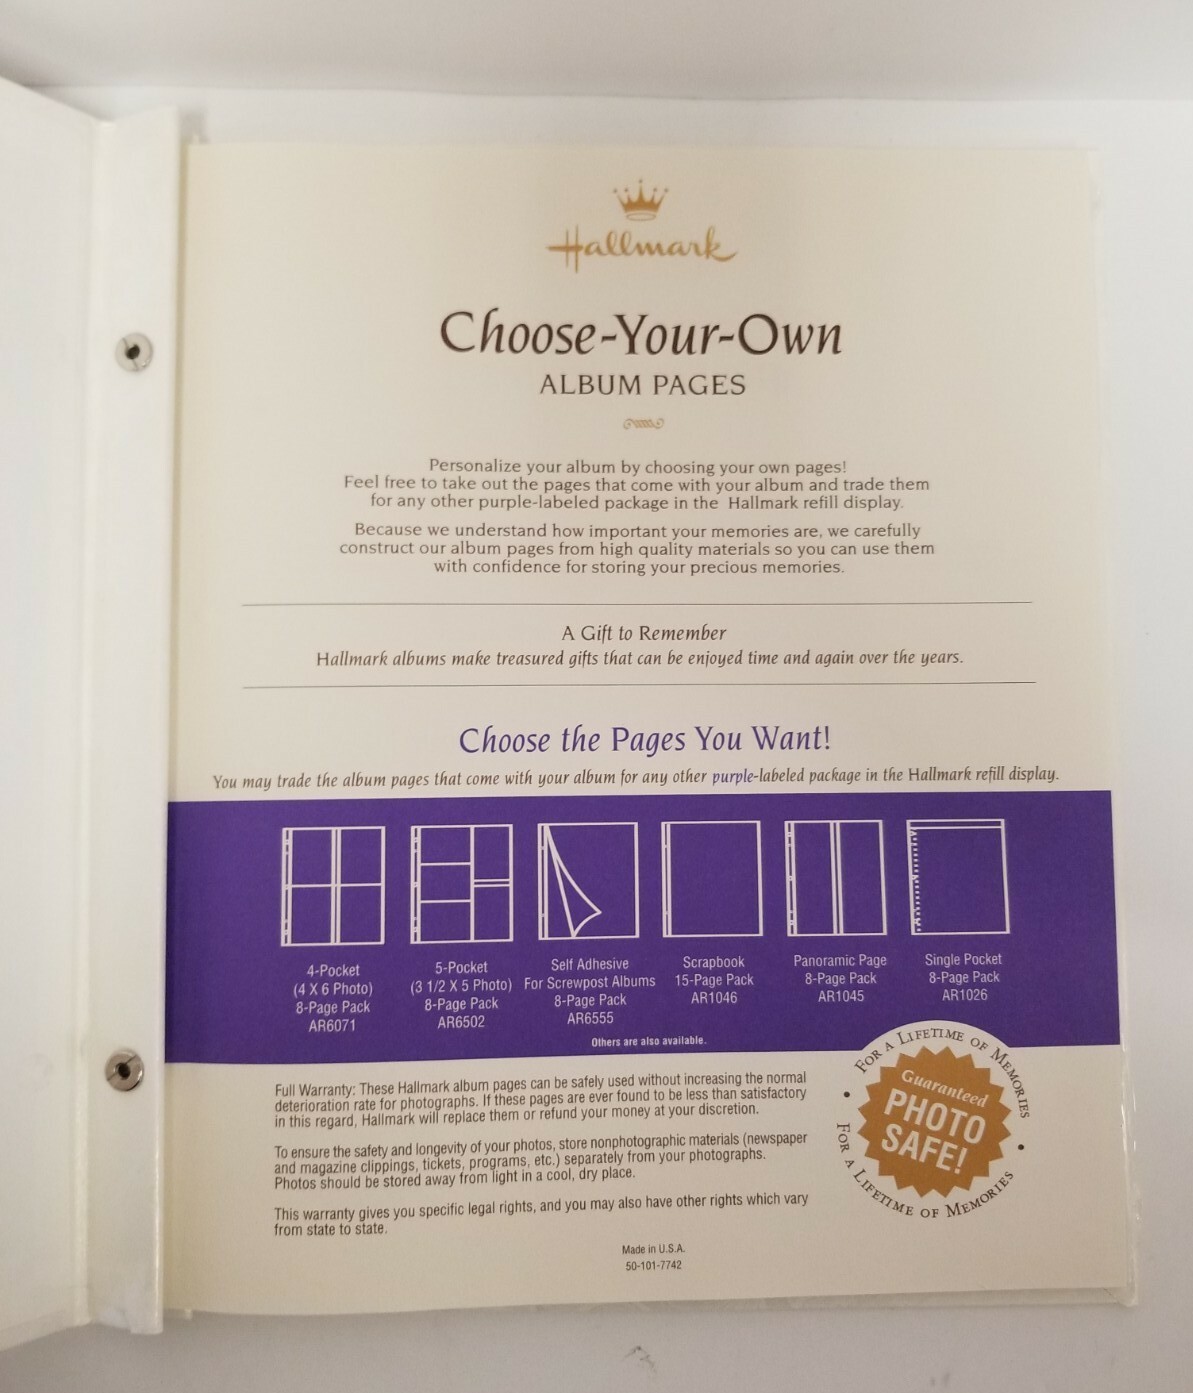 Hallmark
Choose-Your-Own
ALBUM PAGES
Personalize your album by choosing your own pages!
Feel free to take out the pages that come with your album and trade them
for any other purple-labeled package in the Hallmark refill display.
Because we understand how important your memories are, we carefully
construct our album pages from high quality materials so you can use them
with confidence for storing your precious memories.
A Gift to Remember
Hallmark albums make treasured gifts that can be enjoyed time and again over the years.
Choose the Pages You Want!
You may trade the album pages that come with your album for any other purple-labeled package in the Hallmark refill display.
4-Pocket
(4 X 6 Photo)
8-Page Pack
AR6071
5-Pocket
(3 1/2 X 5 Photo)
8-Page Pack
AR6502
Self Adhesive
For Screwpost Albums
8-Page Pack
AR6555
Scrapbook
15-Page Pack
AR1046
Panoramic Page
8-Page Pack
AR1045
Single Pocket
8-Page Pack
AR1026
Others are also available.
Full Warranty: These Hallmark album pages can be safely used without increasing the normal
deterioration rate for photographs. If these pages are ever found to be less than satisfactory
in this regard, Hallmark will replace them or refund your money at your discretion.
To ensure the safety and longevity of your photos, store nonphotographic materials (newspaper
and magazine clippings, tickets, programs, etc.) separately from your photographs.
Photos should be stored away from light in a cool, dry place.
This warranty gives you specific legal rights, and you may also have other rights which vary
from state to state.
FOR A LIFETIME OF MEMORIES
Guaranteed
PHOTO
SAFE!
FOR A LIFETIME OF MEMORIES
Made in U.S.A.
50-101-7742